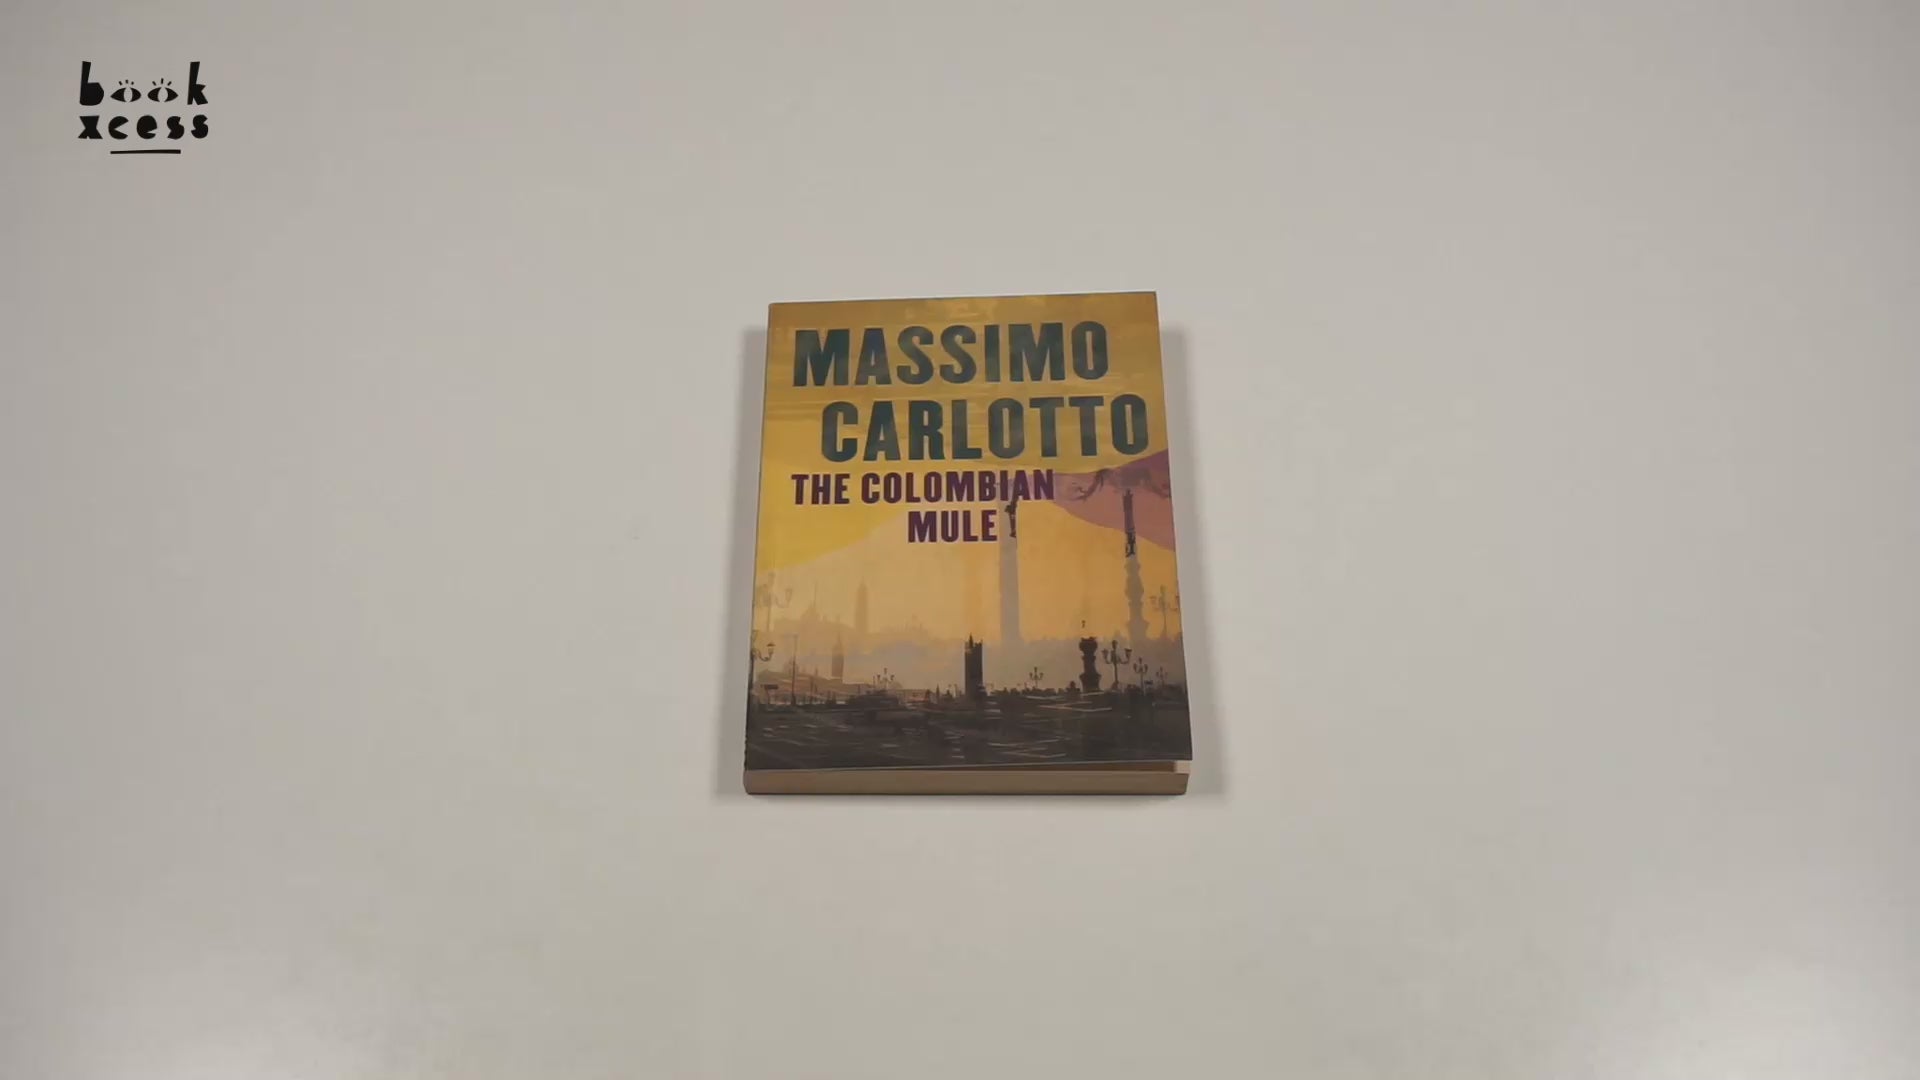 book
xcess
MASSIMO
CARLOTTO
THE COLOMBIAN
MULE